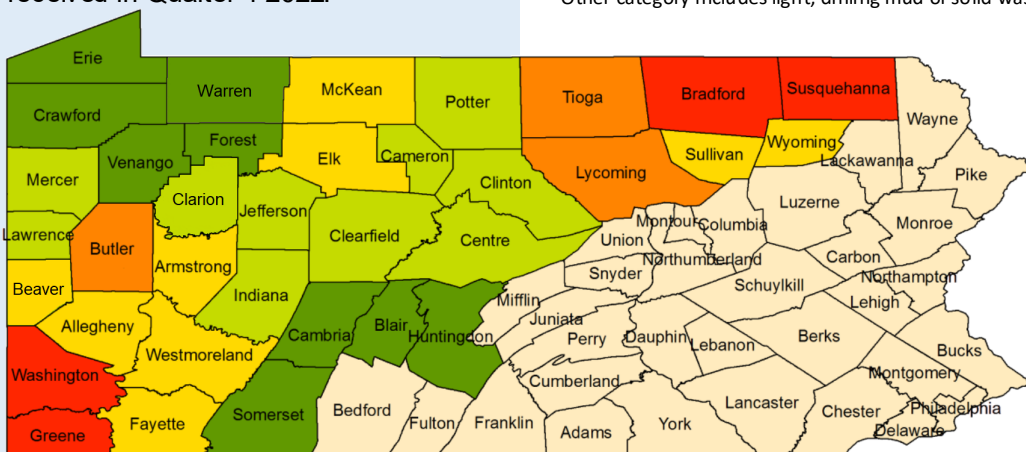 received in Quarter 4 2022.
Other category includes light, drilling mud or solid was
Erie
Warren
McKean
Potter
Tioga
Bradford
Susquehanna
Wayne
Crawford
Forest
Venango
Elk
Cameron
Sullivan
Wyoming
Lackawanna
Pike
Mercer
Clarion
Jefferson
Clinton
Lycoming
Luzerne
Monroe
Lawrence
Butler
Clearfield
Centre
Union
Montour
Columbia
Northumberland
Carbon
Armstrong
Snyder
Schuylkill
Northampton
Beaver
Indiana
Mifflin
Lehigh
Allegheny
Cambria
Blair
Huntingdon
Juniata
Perry
Dauphin
Lebanon
Berks
Bucks
Westmoreland
Washington
Cumberland
Montgomery
Somerset
Bedford
Fulton
Franklin
Adams
York
Lancaster
Chester
Philadelphia
Delaware
Fayette
Greene